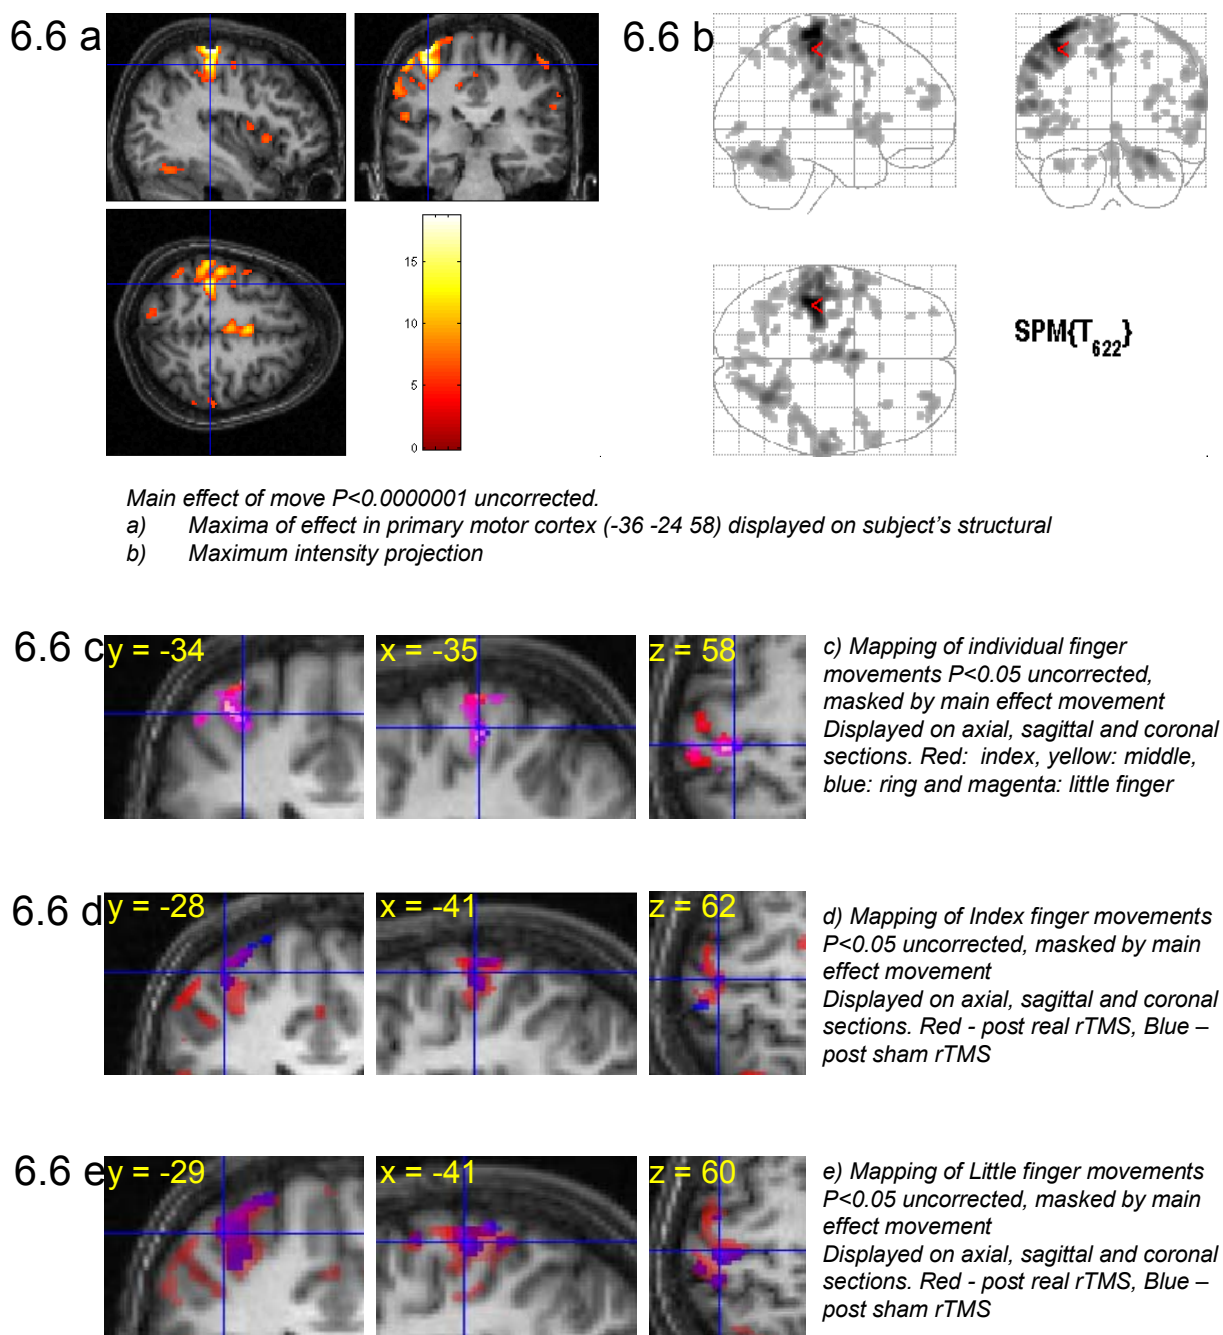 6.6 a
6.6 b
15
10
5
0
SPM{T622}
Main effect of move P<0.0000001 uncorrected.
a) Maxima of effect in primary motor cortex (-36 -24 58) displayed on subject's structural
b) Maximum intensity projection
6.6 c
y = -34
x = -35
z = 58
c) Mapping of individual finger
movements P<0.05 uncorrected,
masked by main effect movement
Displayed on axial, sagittal and coronal
sections. Red: index, yellow: middle,
blue: ring and magenta: little finger
6.6 d
y = -28
x = -41
z = 62
d) Mapping of Index finger movements
P<0.05 uncorrected, masked by main
effect movement
Displayed on axial, sagittal and coronal
sections. Red - post real rTMS, Blue –
post sham rTMS
6.6 e
y = -29
x = -41
z = 60
e) Mapping of Little finger movements
P<0.05 uncorrected, masked by main
effect movement
Displayed on axial, sagittal and coronal
sections. Red - post real rTMS, Blue –
post sham rTMS